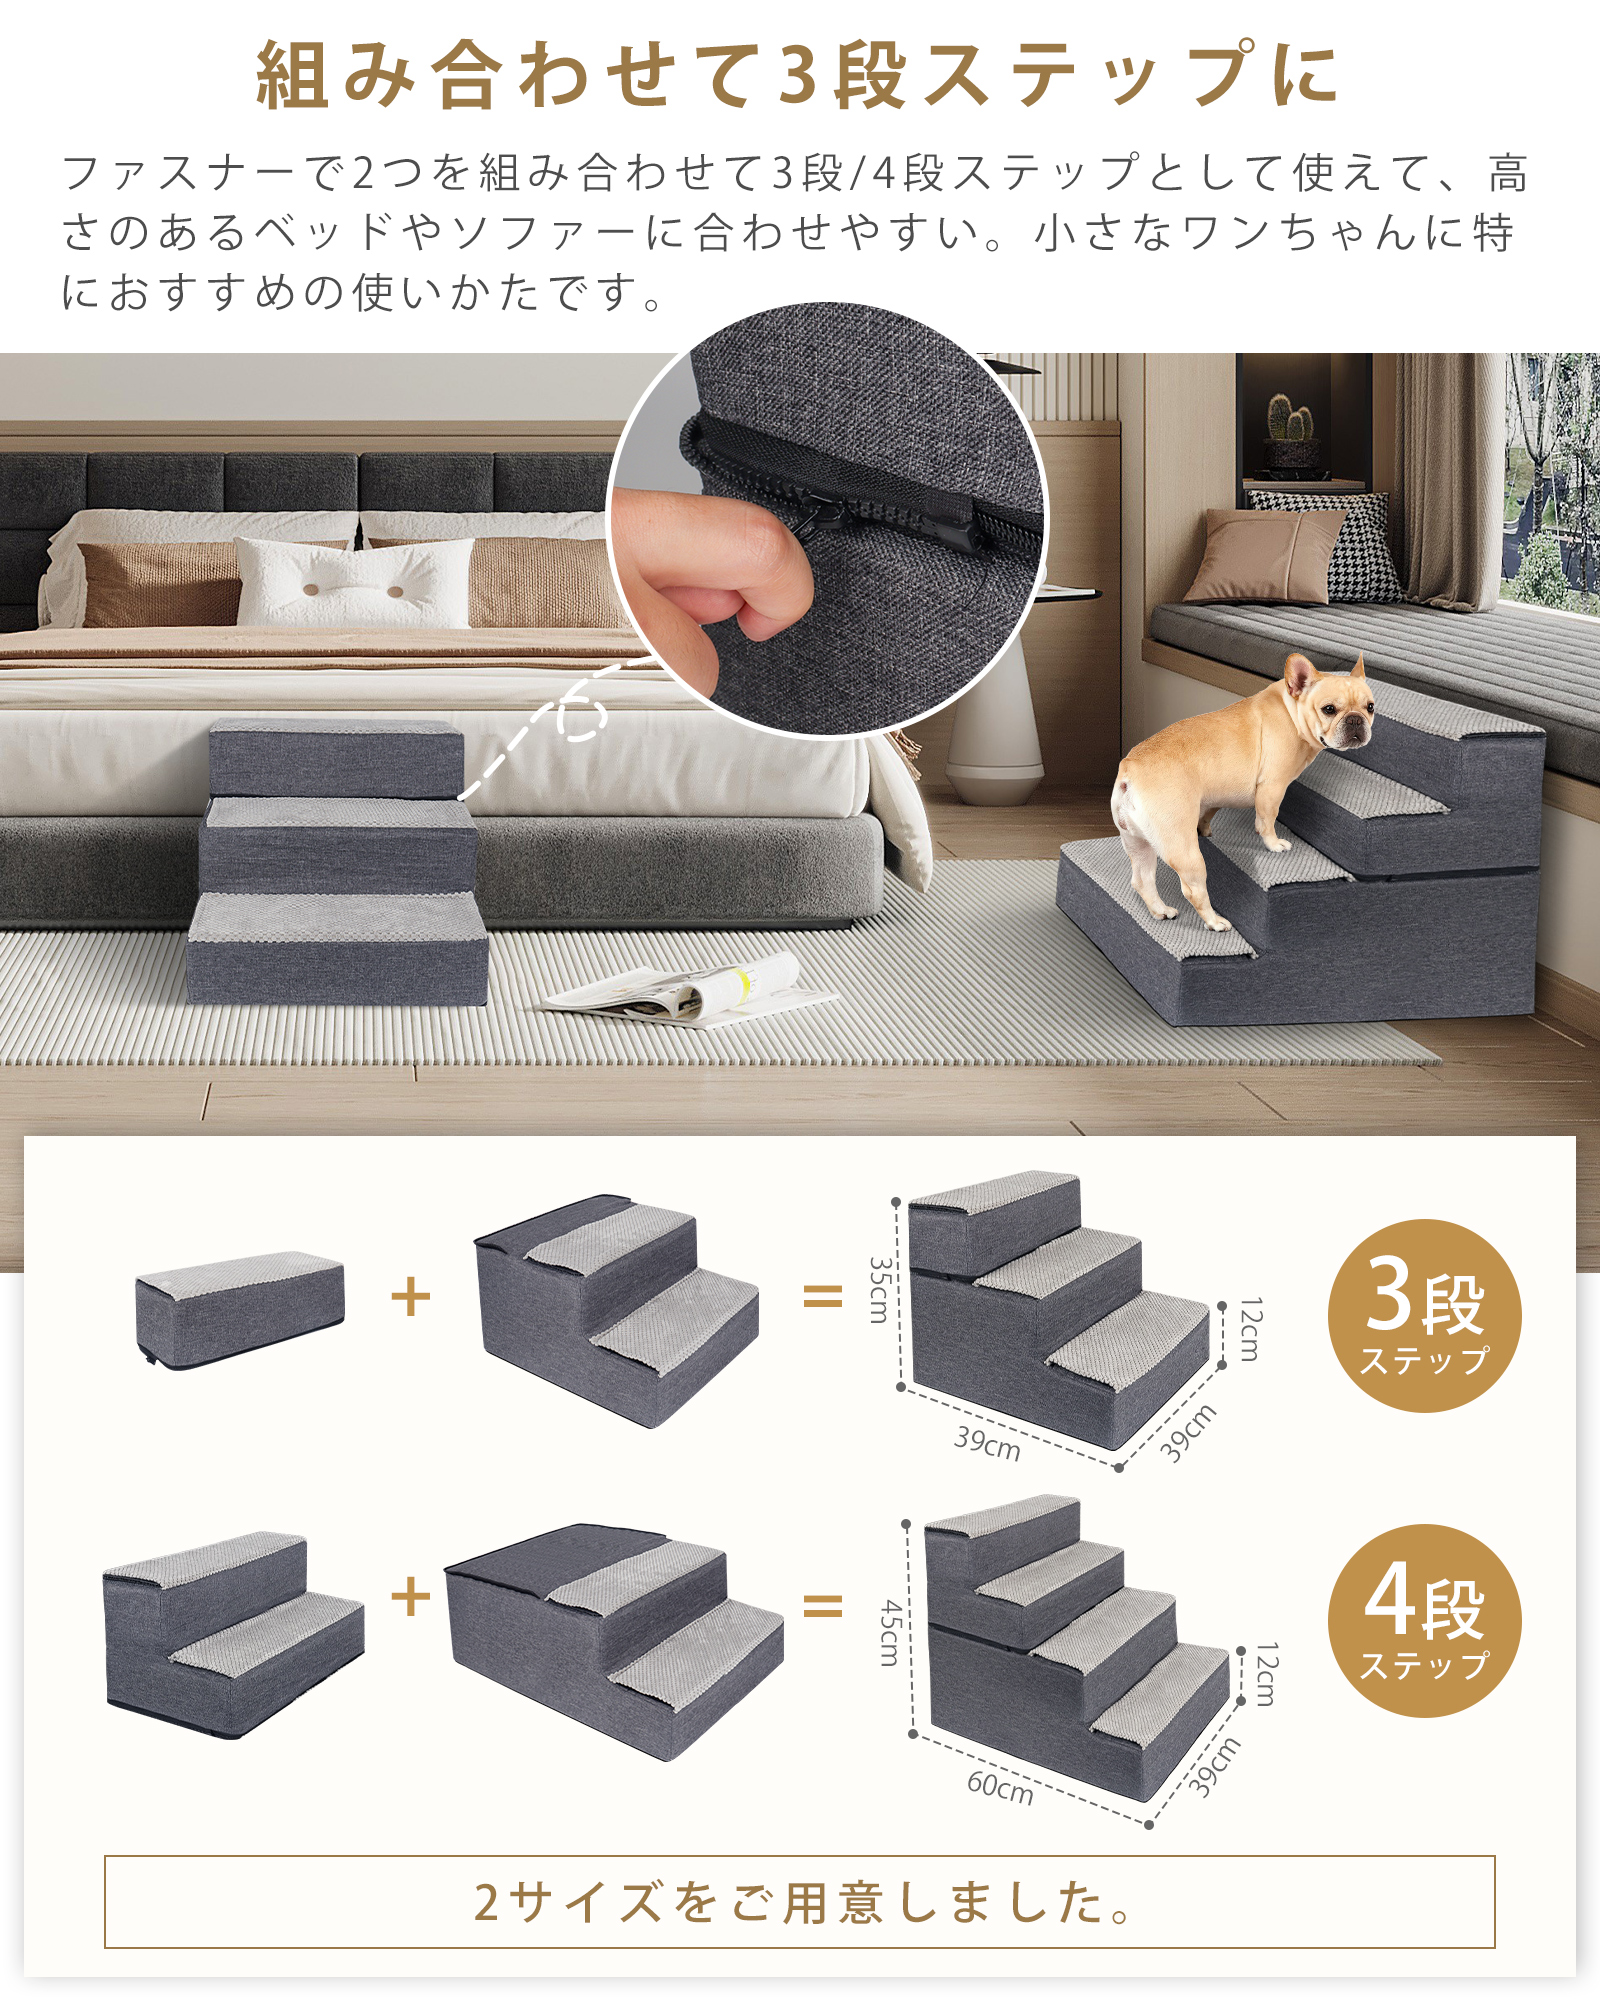 組み合わせて3段ステップに
ファスナーで2つを組み合わせて3段/4段ステップとして使えて、高
さのあるベッドやソファーに合わせやすい。小さなワンちゃんに特
におすすめの使いかたです。
+
=
35cm
39cm
39cm
12cm
3段
ステップ
+
=
45cm
60cm
39cm
12cm
4段
ステップ
2サイズをご用意しました。